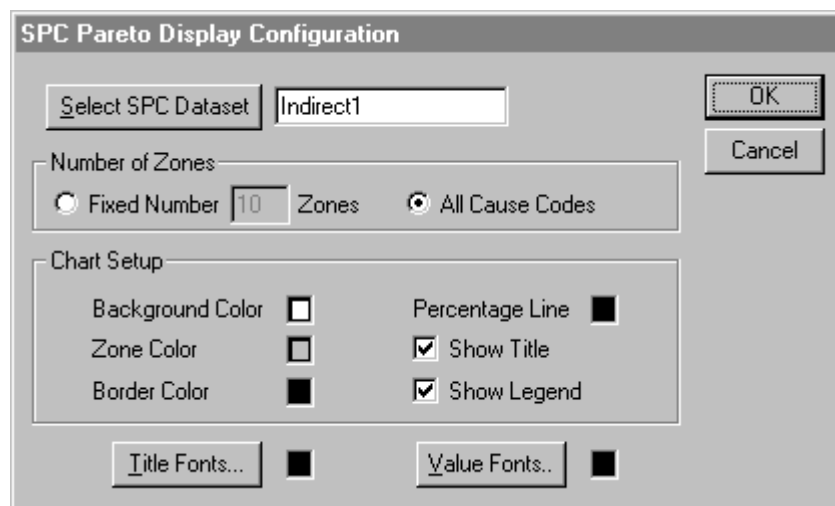 SPC Pareto Display Configuration
Select SPC Dataset Indirect1 OK
Cancel
Number of Zones
Fixed Number 10 Zones All Cause Codes
Chart Setup
Background Color Percentage Line
Zone Color Show Title
Border Color Show Legend
Title Fonts... Value Fonts..